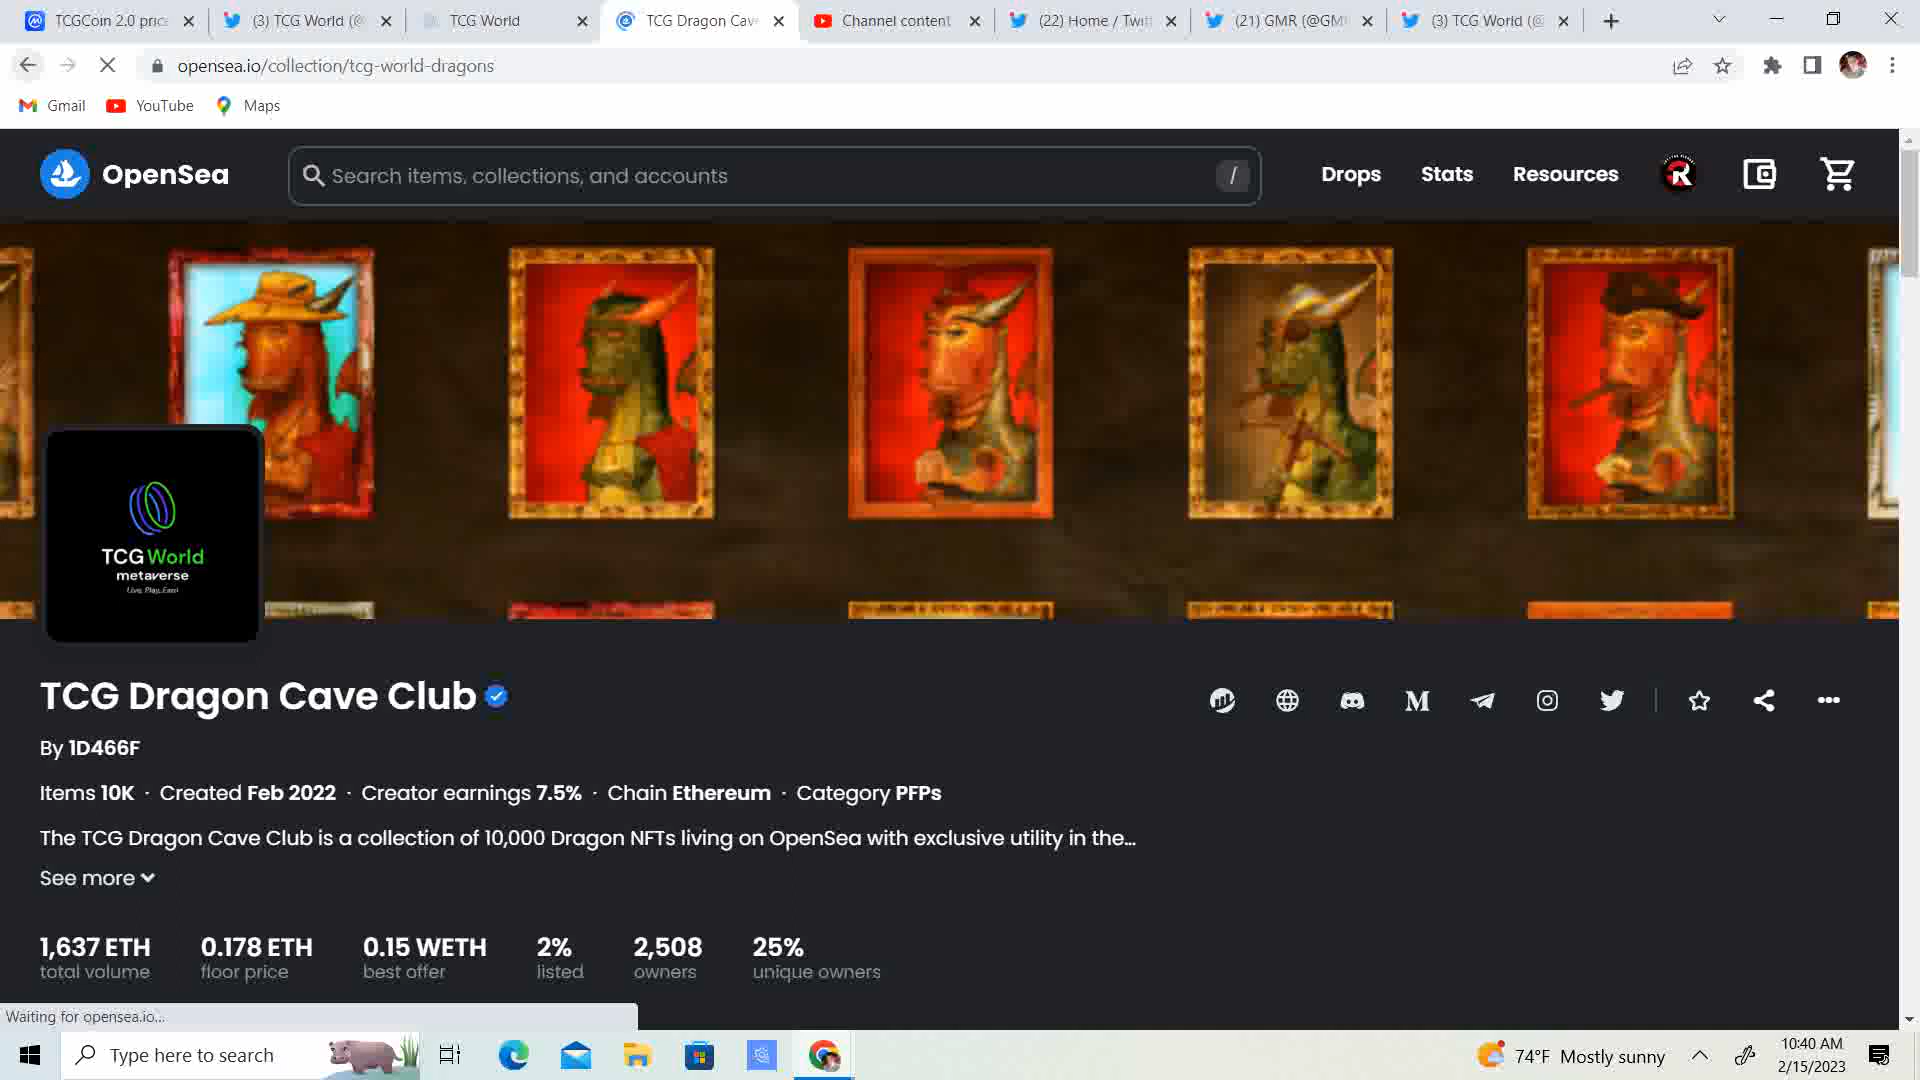 TCGCoin 2.0 price
(3) TCG World (@
TCG World
TCG Dragon Cav
Channel content
(22) Home / Twit
(21) GMR (@GM
(3) TCG World (@
opensea.io/collection/tcg-world-dragons
Gmail
YouTube
Maps
OpenSea
Search items, collections, and accounts
/
Drops
Stats
Resources
R
TCG World
metaverse
Live, Play, Earn
TCG Dragon Cave Club
By 1D466F
Items 10K · Created Feb 2022 · Creator earnings 7.5% · Chain Ethereum · Category PFPs
The TCG Dragon Cave Club is a collection of 10,000 Dragon NFTs living on OpenSea with exclusive utility in the...
See more
1,637 ETH
total volume
0.178 ETH
floor price
0.15 WETH
best offer
2%
listed
2,508
owners
25%
unique owners
Waiting for opensea.io...
Type here to search
74°F Mostly sunny
10:40 AM
2/15/2023